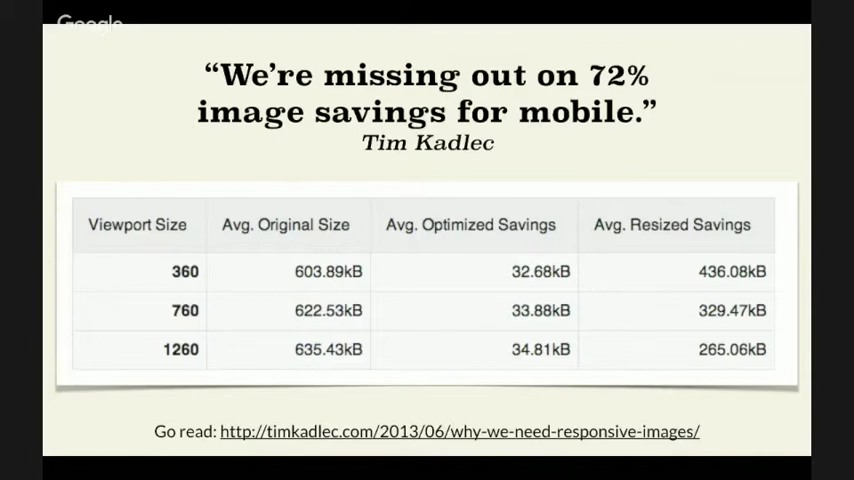 Google
“We’re missing out on 72%
image savings for mobile.”
Tim Kadlec
Viewport Size Avg. Original Size Avg. Optimized Savings Avg. Resized Savings
360 603.89kB 32.68kB 436.08kB
760 622.53kB 33.88kB 329.47kB
1260 635.43kB 34.81kB 265.06kB
Go read: http://timkadlec.com/2013/06/why-we-need-responsive-images/